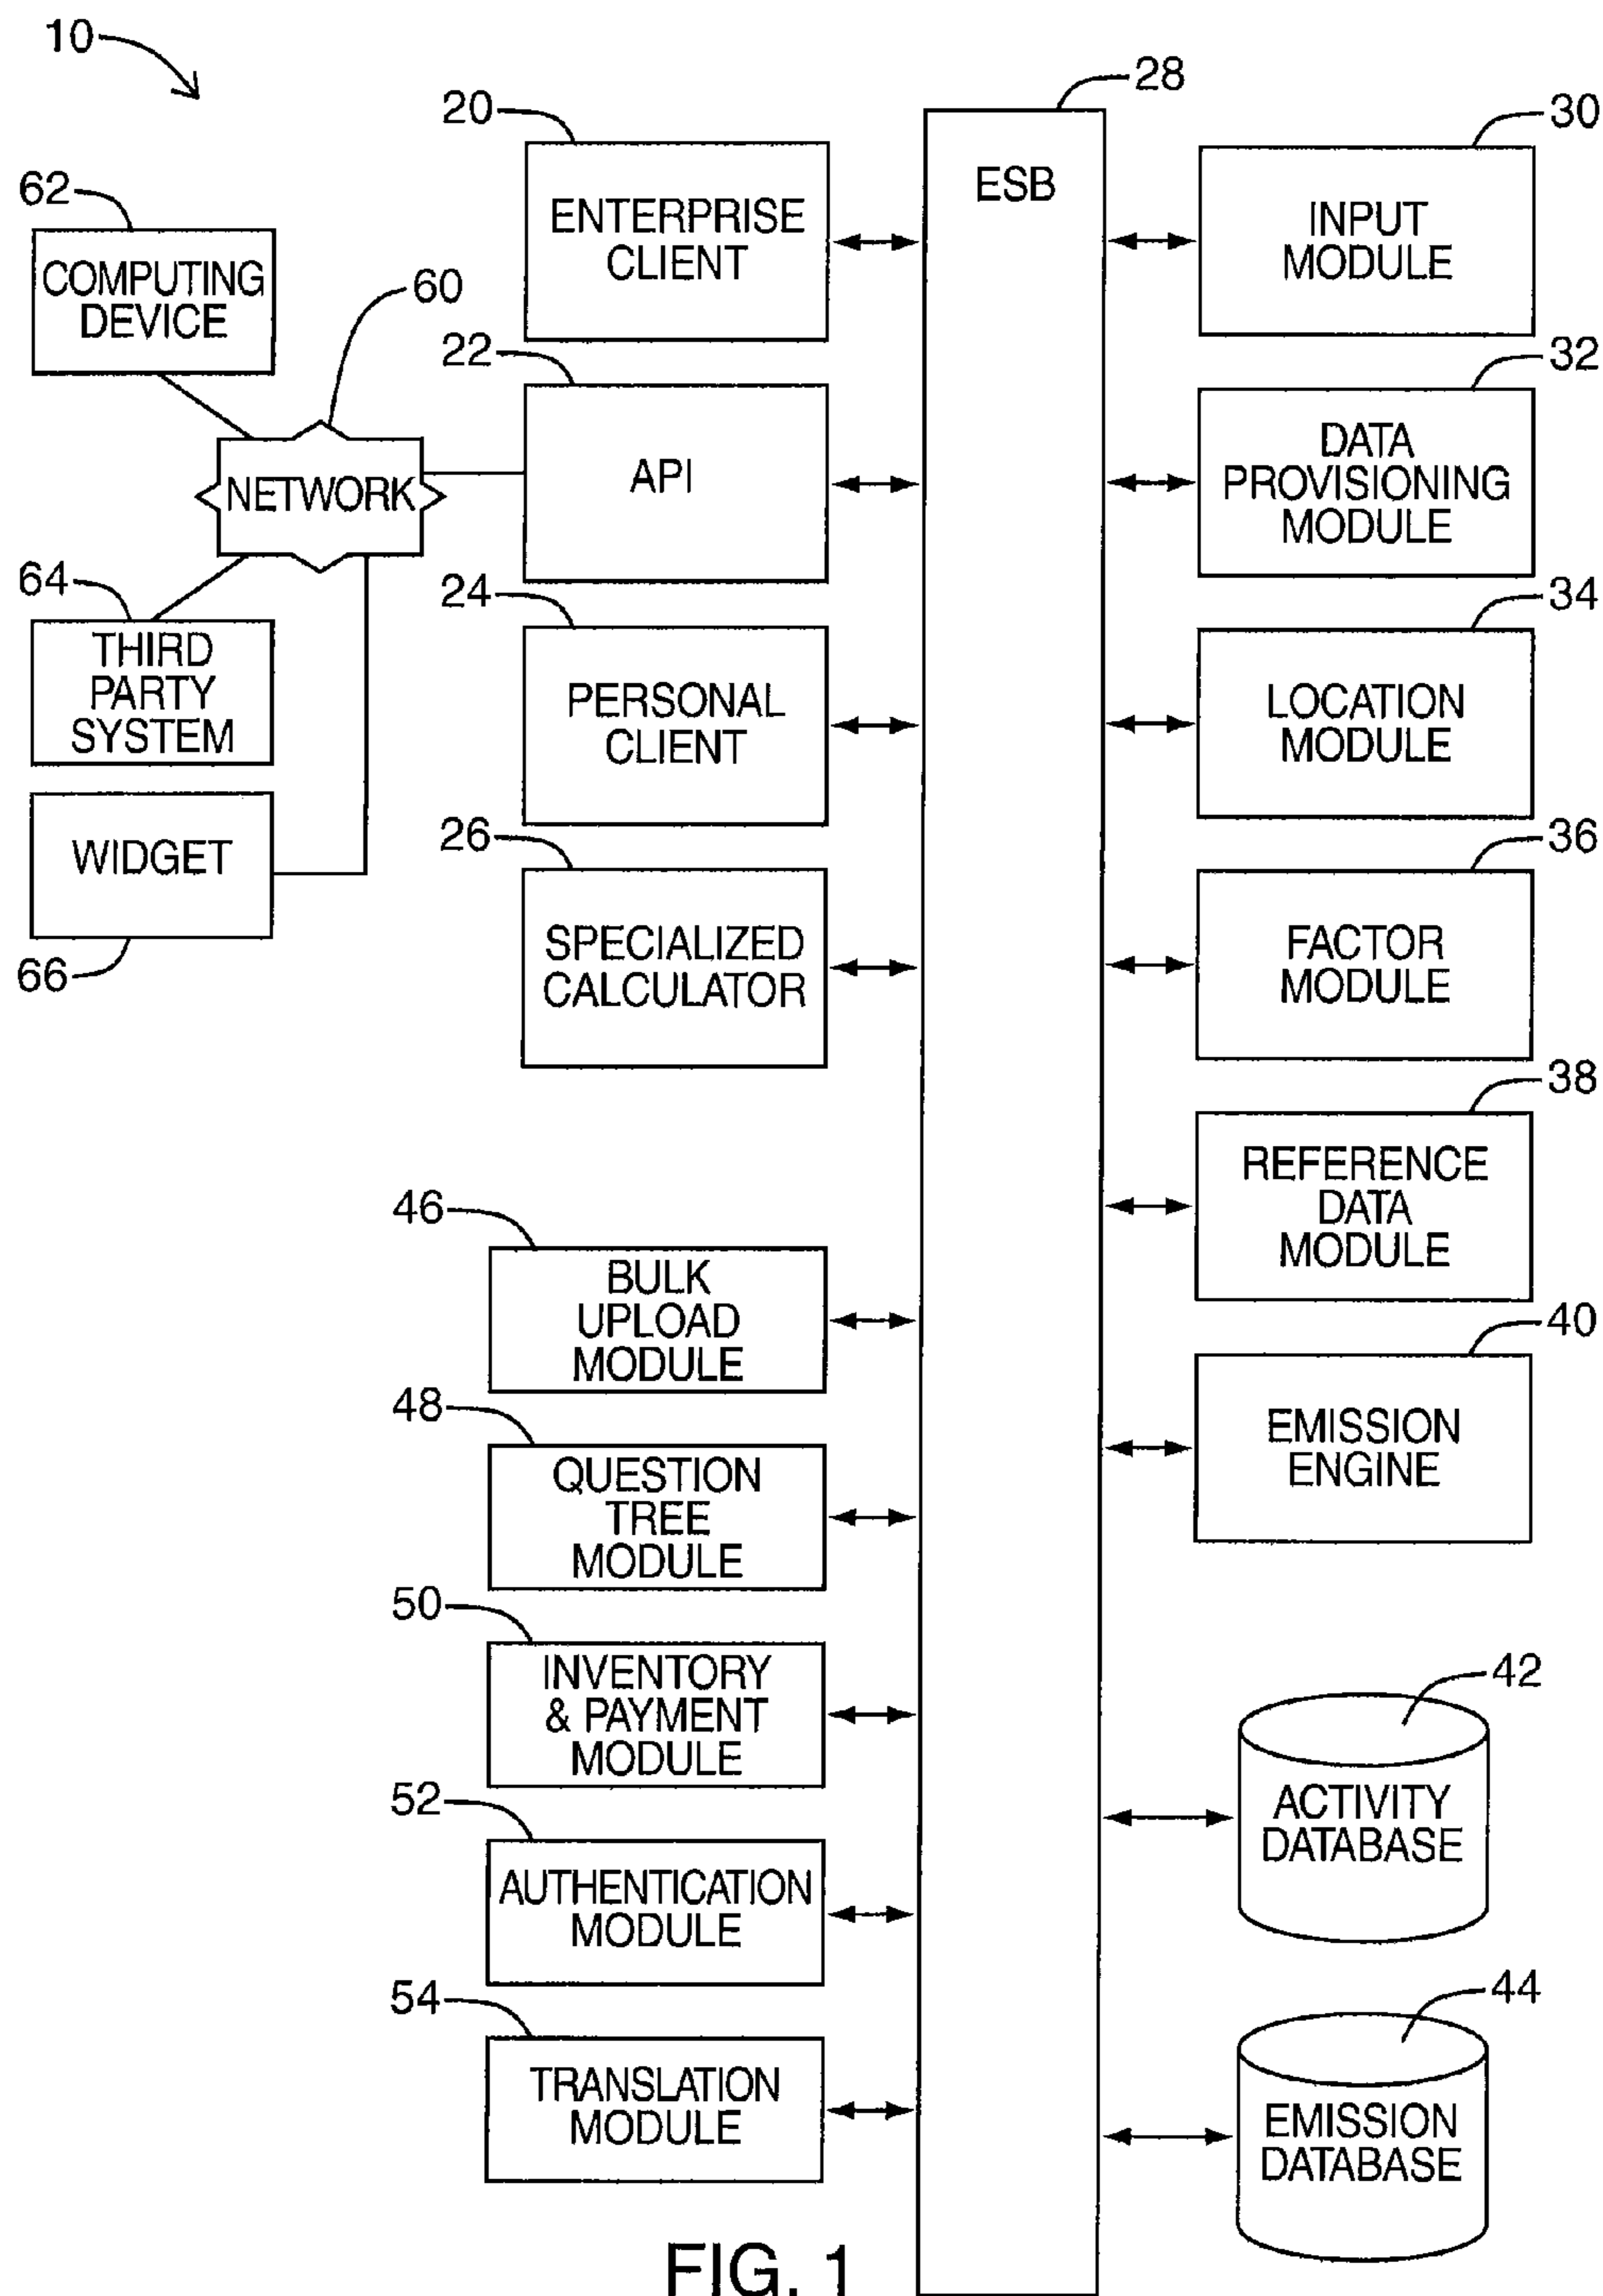 10
62
COMPUTING
DEVICE
60
NETWORK
64
THIRD
PARTY
SYSTEM
WIDGET
66
20
ENTERPRISE
CLIENT
22
API
24
PERSONAL
CLIENT
26
SPECIALIZED
CALCULATOR
46
BULK
UPLOAD
MODULE
48
QUESTION
TREE
MODULE
50
INVENTORY
& PAYMENT
MODULE
52
AUTHENTICATION
MODULE
54
TRANSLATION
MODULE
28
ESB
30
INPUT
MODULE
32
DATA
PROVISIONING
MODULE
34
LOCATION
MODULE
36
FACTOR
MODULE
38
REFERENCE
DATA
MODULE
40
EMISSION
ENGINE
42
ACTIVITY
DATABASE
44
EMISSION
DATABASE
FIG. 1